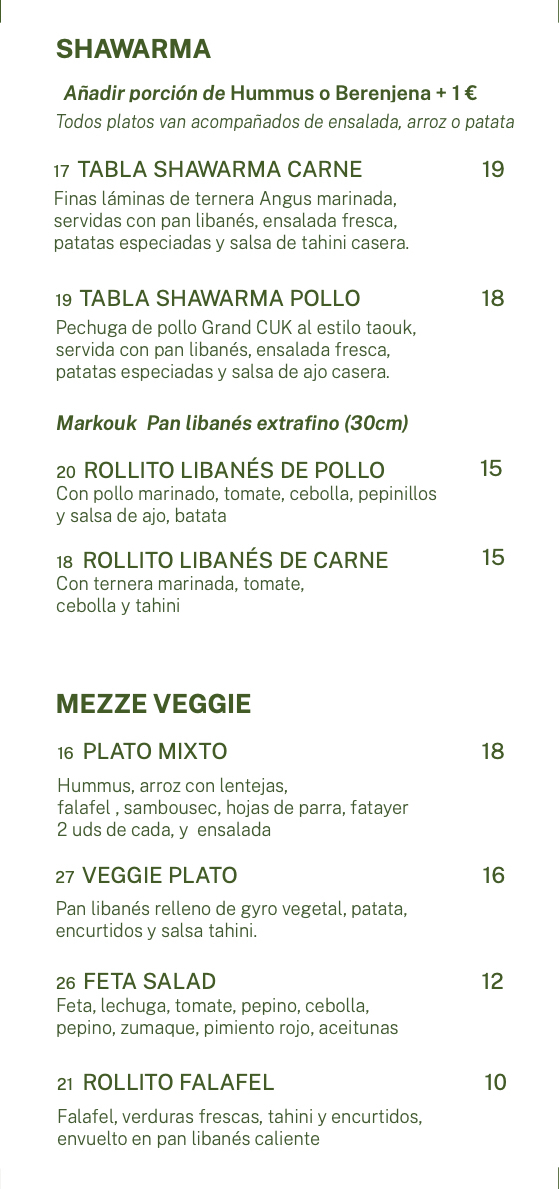 SHAWARMA
Añadir porción de Hummus o Berenjena + 1 €
Todos platos van acompañados de ensalada, arroz o patata
17 TABLA SHAWARMA CARNE 19
Finas láminas de ternera Angus marinada,
servidas con pan libanés, ensalada fresca,
patatas especiadas y salsa de tahini casera.
19 TABLA SHAWARMA POLLO 18
Pechuga de pollo Grand CUK al estilo taouk,
servida con pan libanés, ensalada fresca,
patatas especiadas y salsa de ajo casera.
Markouk Pan libanés extrafino (30cm)
20 ROLLITO LIBANÉS DE POLLO 15
Con pollo marinado, tomate, cebolla, pepinillos
y salsa de ajo, batata
18 ROLLITO LIBANÉS DE CARNE 15
Con ternera marinada, tomate,
cebolla y tahini
MEZZE VEGGIE
16 PLATO MIXTO 18
Hummus, arroz con lentejas,
falafel , sambousec, hojas de parra, fatayer
2 uds de cada, y ensalada
27 VEGGIE PLATO 16
Pan libanés relleno de gyro vegetal, patata,
encurtidos y salsa tahini.
26 FETA SALAD 12
Feta, lechuga, tomate, pepino, cebolla,
pepino, zumaque, pimiento rojo, aceitunas
21 ROLLITO FALAFEL 10
Falafel, verduras frescas, tahini y encurtidos,
envuelto en pan libanés caliente